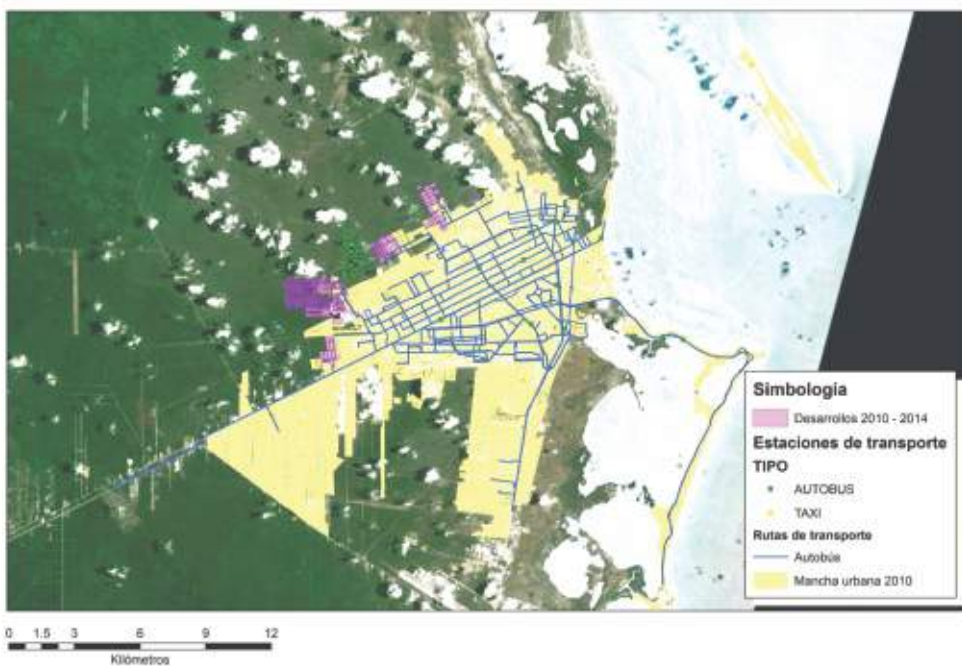 Simbología
Desarrollos 2010 - 2014
Estaciones de transporte
TIPO
AUTOBUS
TAXI
Rutas de transporte
Autobús
Mancha urbana 2010
0 1.5 3 6 9 12
Kilómetros